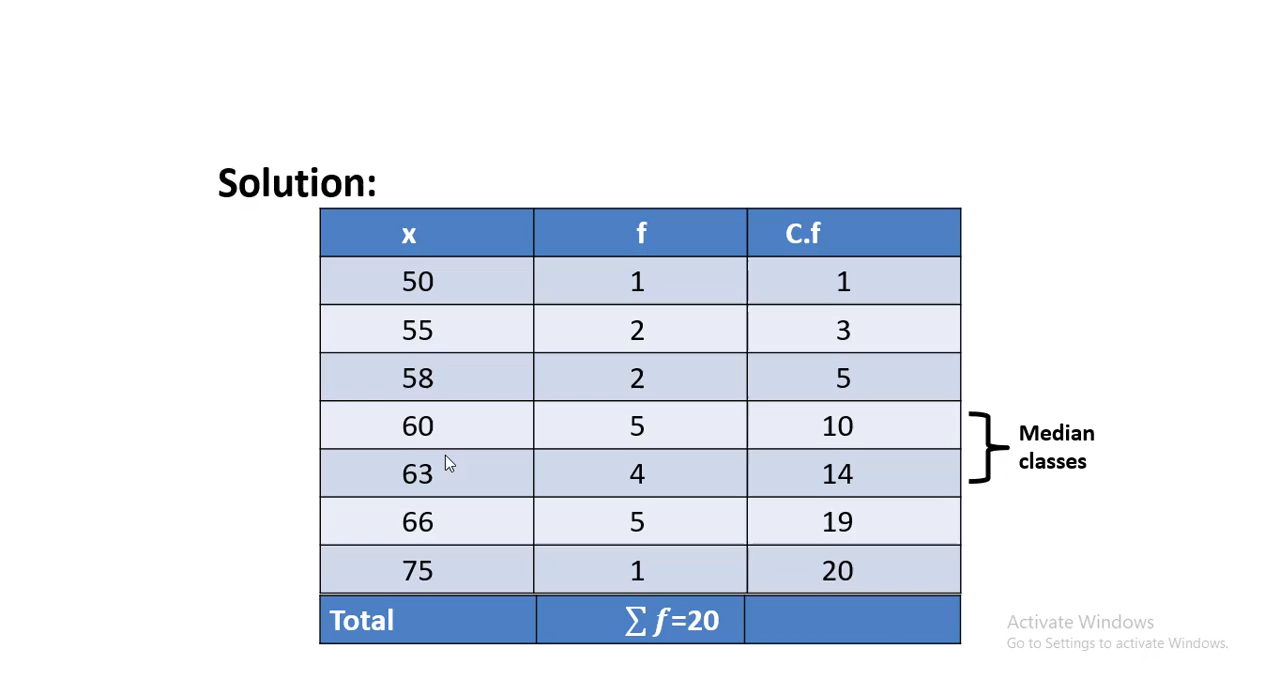 Solution:
x f C.f
50 1 1
55 2 3
58 2 5
60 5 10
63 4 14
66 5 19
75 1 20
Total ∑ f=20
Median
classes
Activate Windows
Go to Settings to activate Windows.